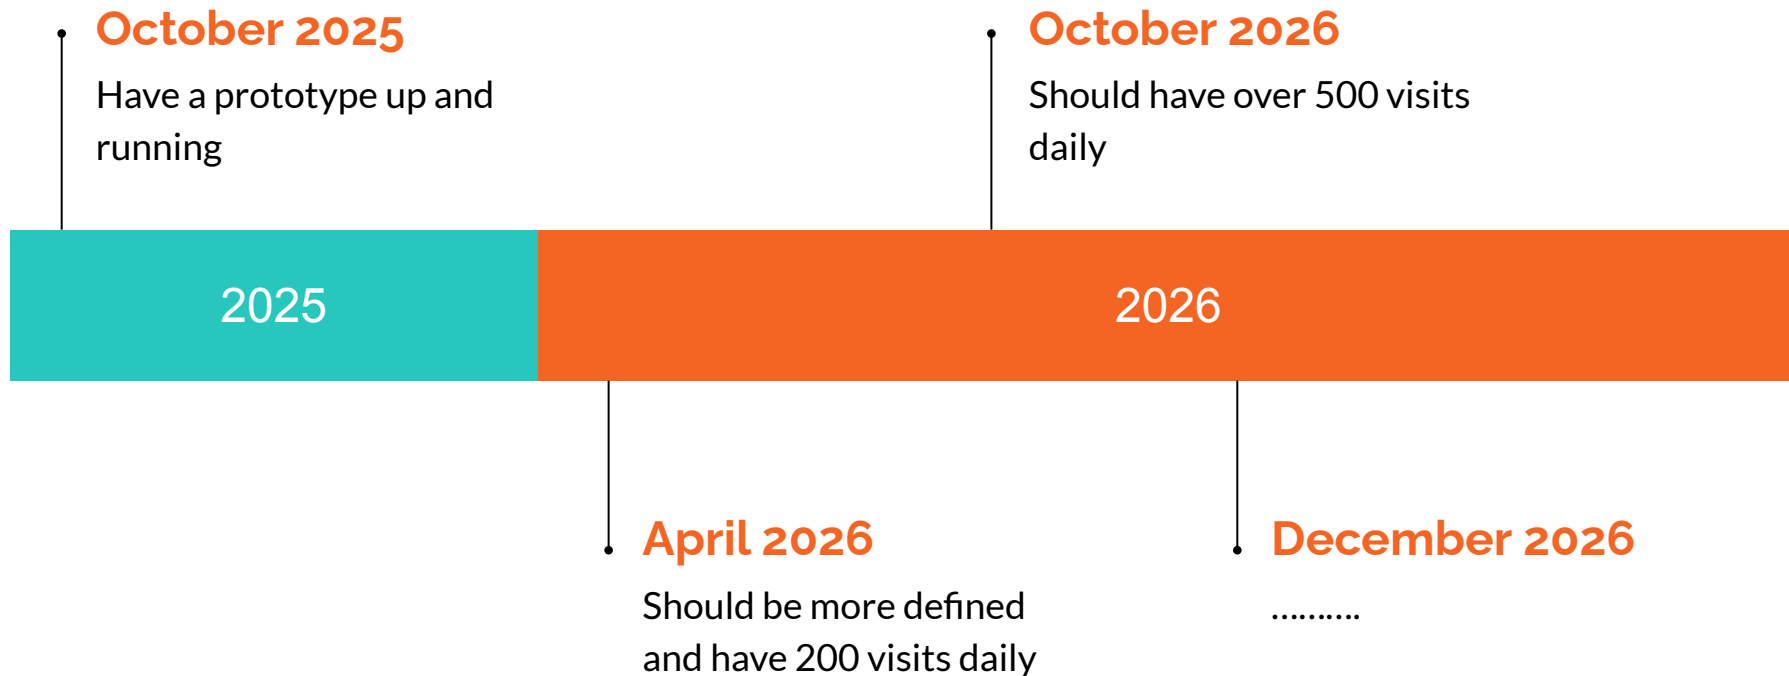 October 2025
Have a prototype up and
running
October 2026
Should have over 500 visits
daily
2025
2026
April 2026
Should be more defined
and have 200 visits daily
December 2026
..........